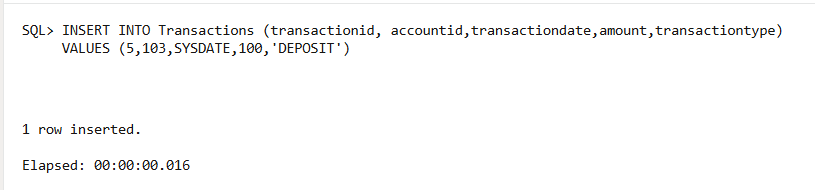 SQL> INSERT INTO Transactions (transactionid, accountid,transactiondate,amount,transactiontype)
VALUES (5,103,SYSDATE,100,'DEPOSIT')
1 row inserted.
Elapsed: 00:00:00.016